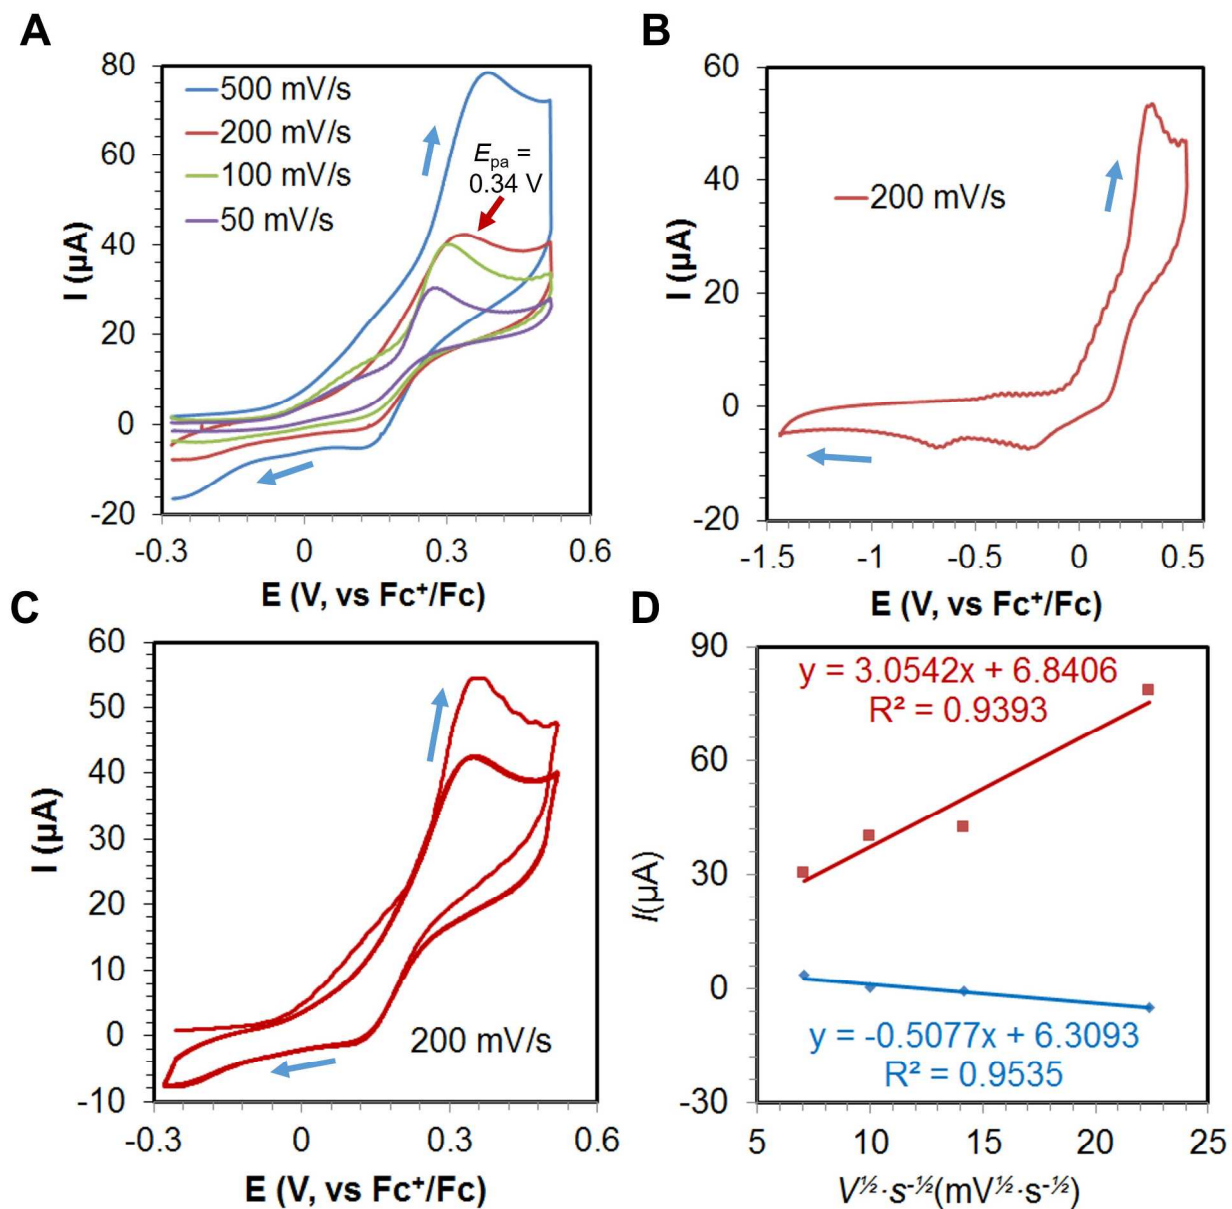 A
80
60
40
20
0
-20
I (µA)
500 mV/s
200 mV/s
100 mV/s
50 mV/s
Epa =
0.34 V
-0.3 0 0.3 0.6
E (V, vs Fc⁺/Fc)
B
60
40
20
0
-20
I (µA)
200 mV/s
-1.5 -1 -0.5 0 0.5
E (V, vs Fc⁺/Fc)
C
60
50
40
30
20
10
0
-10
I (µA)
200 mV/s
-0.3 0 0.3 0.6
E (V, vs Fc⁺/Fc)
D
90
60
30
0
-30
I(µA)
y = 3.0542x + 6.8406
R² = 0.9393
y = -0.5077x + 6.3093
R² = 0.9535
5 10 15 20 25
V^½·s^-½(mV^½·s^-½)